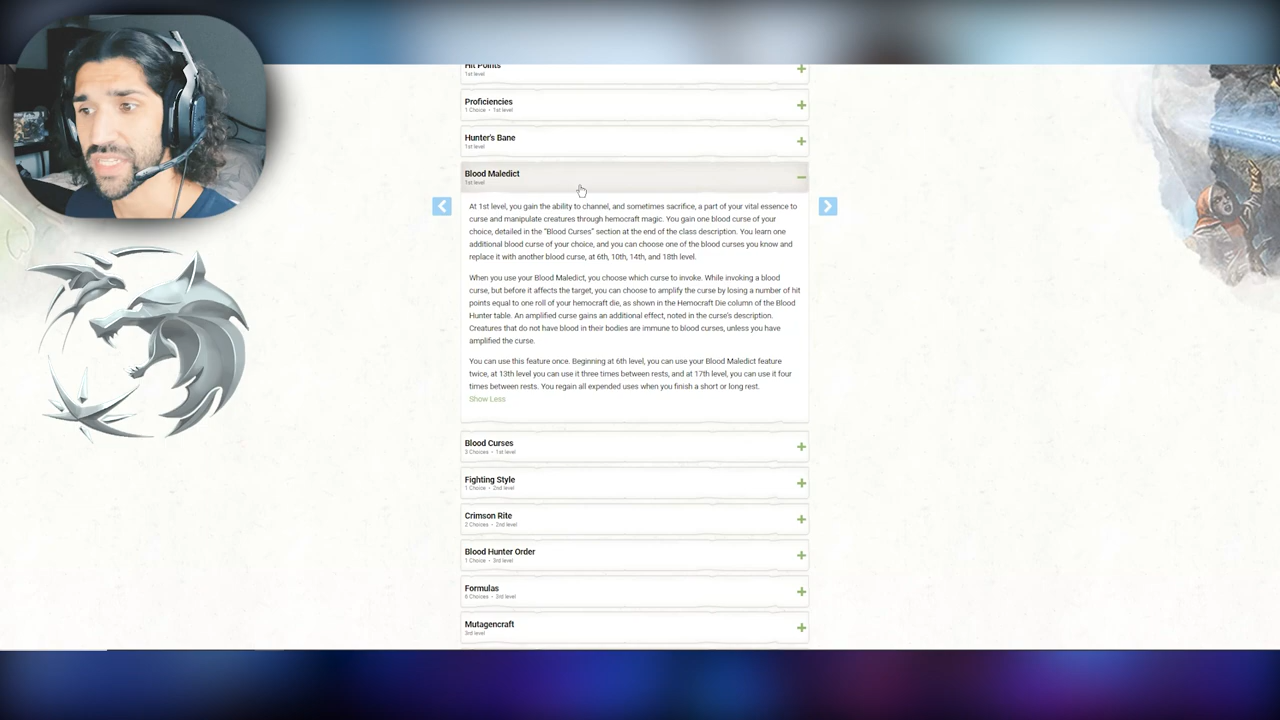 Hit Points
1st level
Proficiencies
1 Choice • 1st level
Hunter's Bane
1st level
Blood Maledict
1st level
At 1st level, you gain the ability to channel, and sometimes sacrifice, a part of your vital essence to
curse and manipulate creatures through hemocraft magic. You gain one blood curse of your
choice, detailed in the "Blood Curses" section at the end of the class description. You learn one
additional blood curse of your choice, and you can choose one of the blood curses you know and
replace it with another blood curse, at 6th, 10th, 14th, and 18th level.
When you use your Blood Maledict, you choose which curse to invoke. While invoking a blood
curse, but before it affects the target, you can choose to amplify the curse by losing a number of hit
points equal to one roll of your hemocraft die, as shown in the Hemocraft Die column of the Blood
Hunter table. An amplified curse gains an additional effect, noted in the curse's description.
Creatures that do not have blood in their bodies are immune to blood curses, unless you have
amplified the curse.
You can use this feature once. Beginning at 6th level, you can use your Blood Maledict feature
twice, at 13th level you can use it three times between rests, and at 17th level, you can use it four
times between rests. You regain all expended uses when you finish a short or long rest.
Show Less
Blood Curses
3 Choices • 1st level
Fighting Style
1 Choice • 2nd level
Crimson Rite
2 Choices • 2nd level
Blood Hunter Order
1 Choice • 3rd level
Formulas
6 Choices • 3rd level
Mutagencraft
3rd level